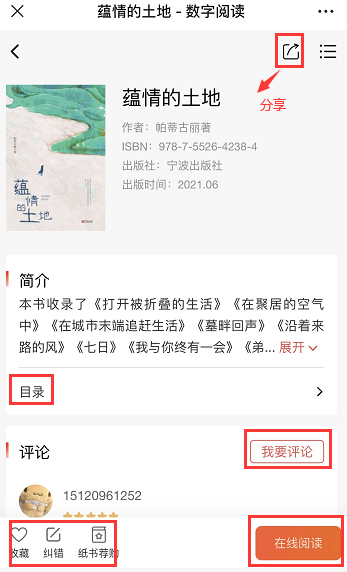 蕴情的土地 - 数字阅读
分享
蕴情的土地
作者：帕蒂古丽著
ISBN：978-7-5526-4238-4
出版社：宁波出版社
出版时间：2021.06
蕴情的土地
简介
本书收录了《打开被折叠的生活》《在聚居的空气
中》《在城市末端追赶生活》《墓畔回声》《沿着来
路的风》《七日》《我与你终有一会》《弟... 展开
目录
评论
我要评论
15120961252
收藏
纠错
纸书荐购
在线阅读